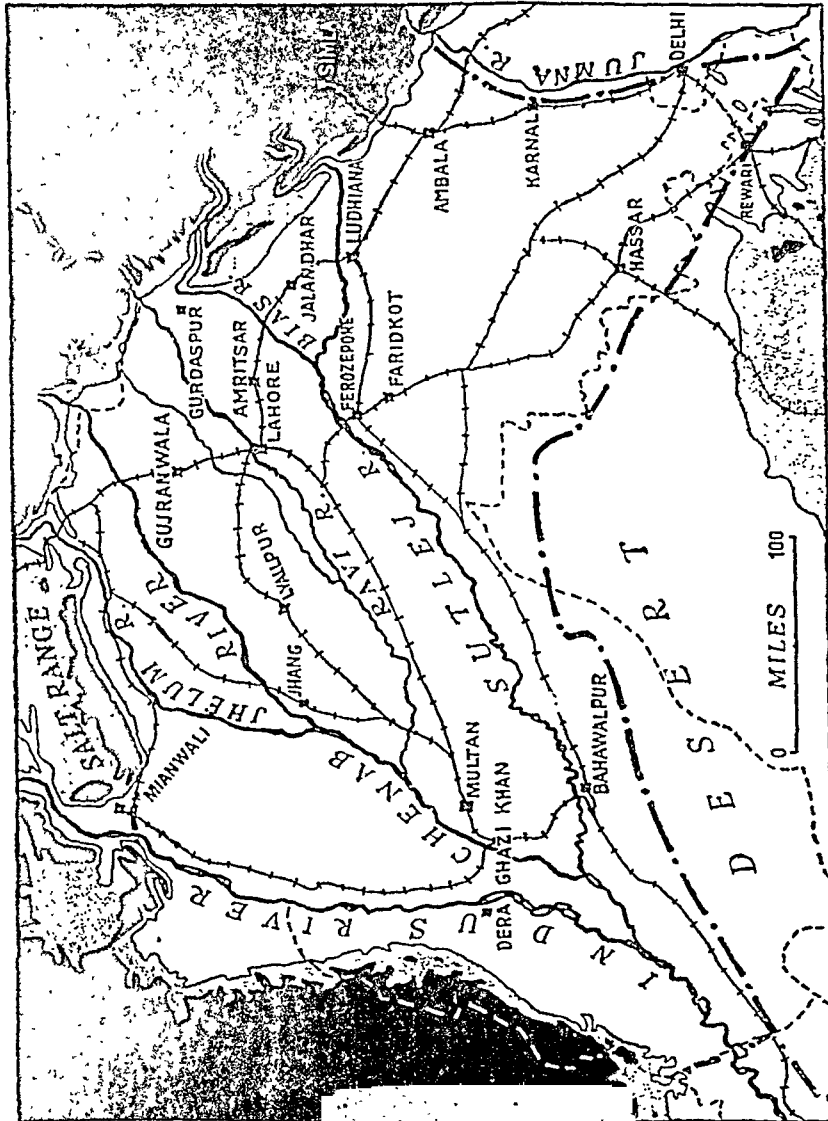 SALT RANGE
MIANWALI
JHELUM R.
CHENAB RIVER
GUJRANWALA
GURDASPUR
AMRITSAR
LAHORE
LYALPUR
JHANG
RAVI R.
BIAS R.
JALANDHAR
LUDHIANA
SIMLA
FEROZEPORE
FARIDKOT
SUTLEJ R.
AMBALA
KARNAL
JUMNA R.
DELHI
HASSAR
REWARI
MULTAN
DERA GHAZI KHAN
INDUS RIVER
BAHAWALPUR
DESERT
0 100
MILES